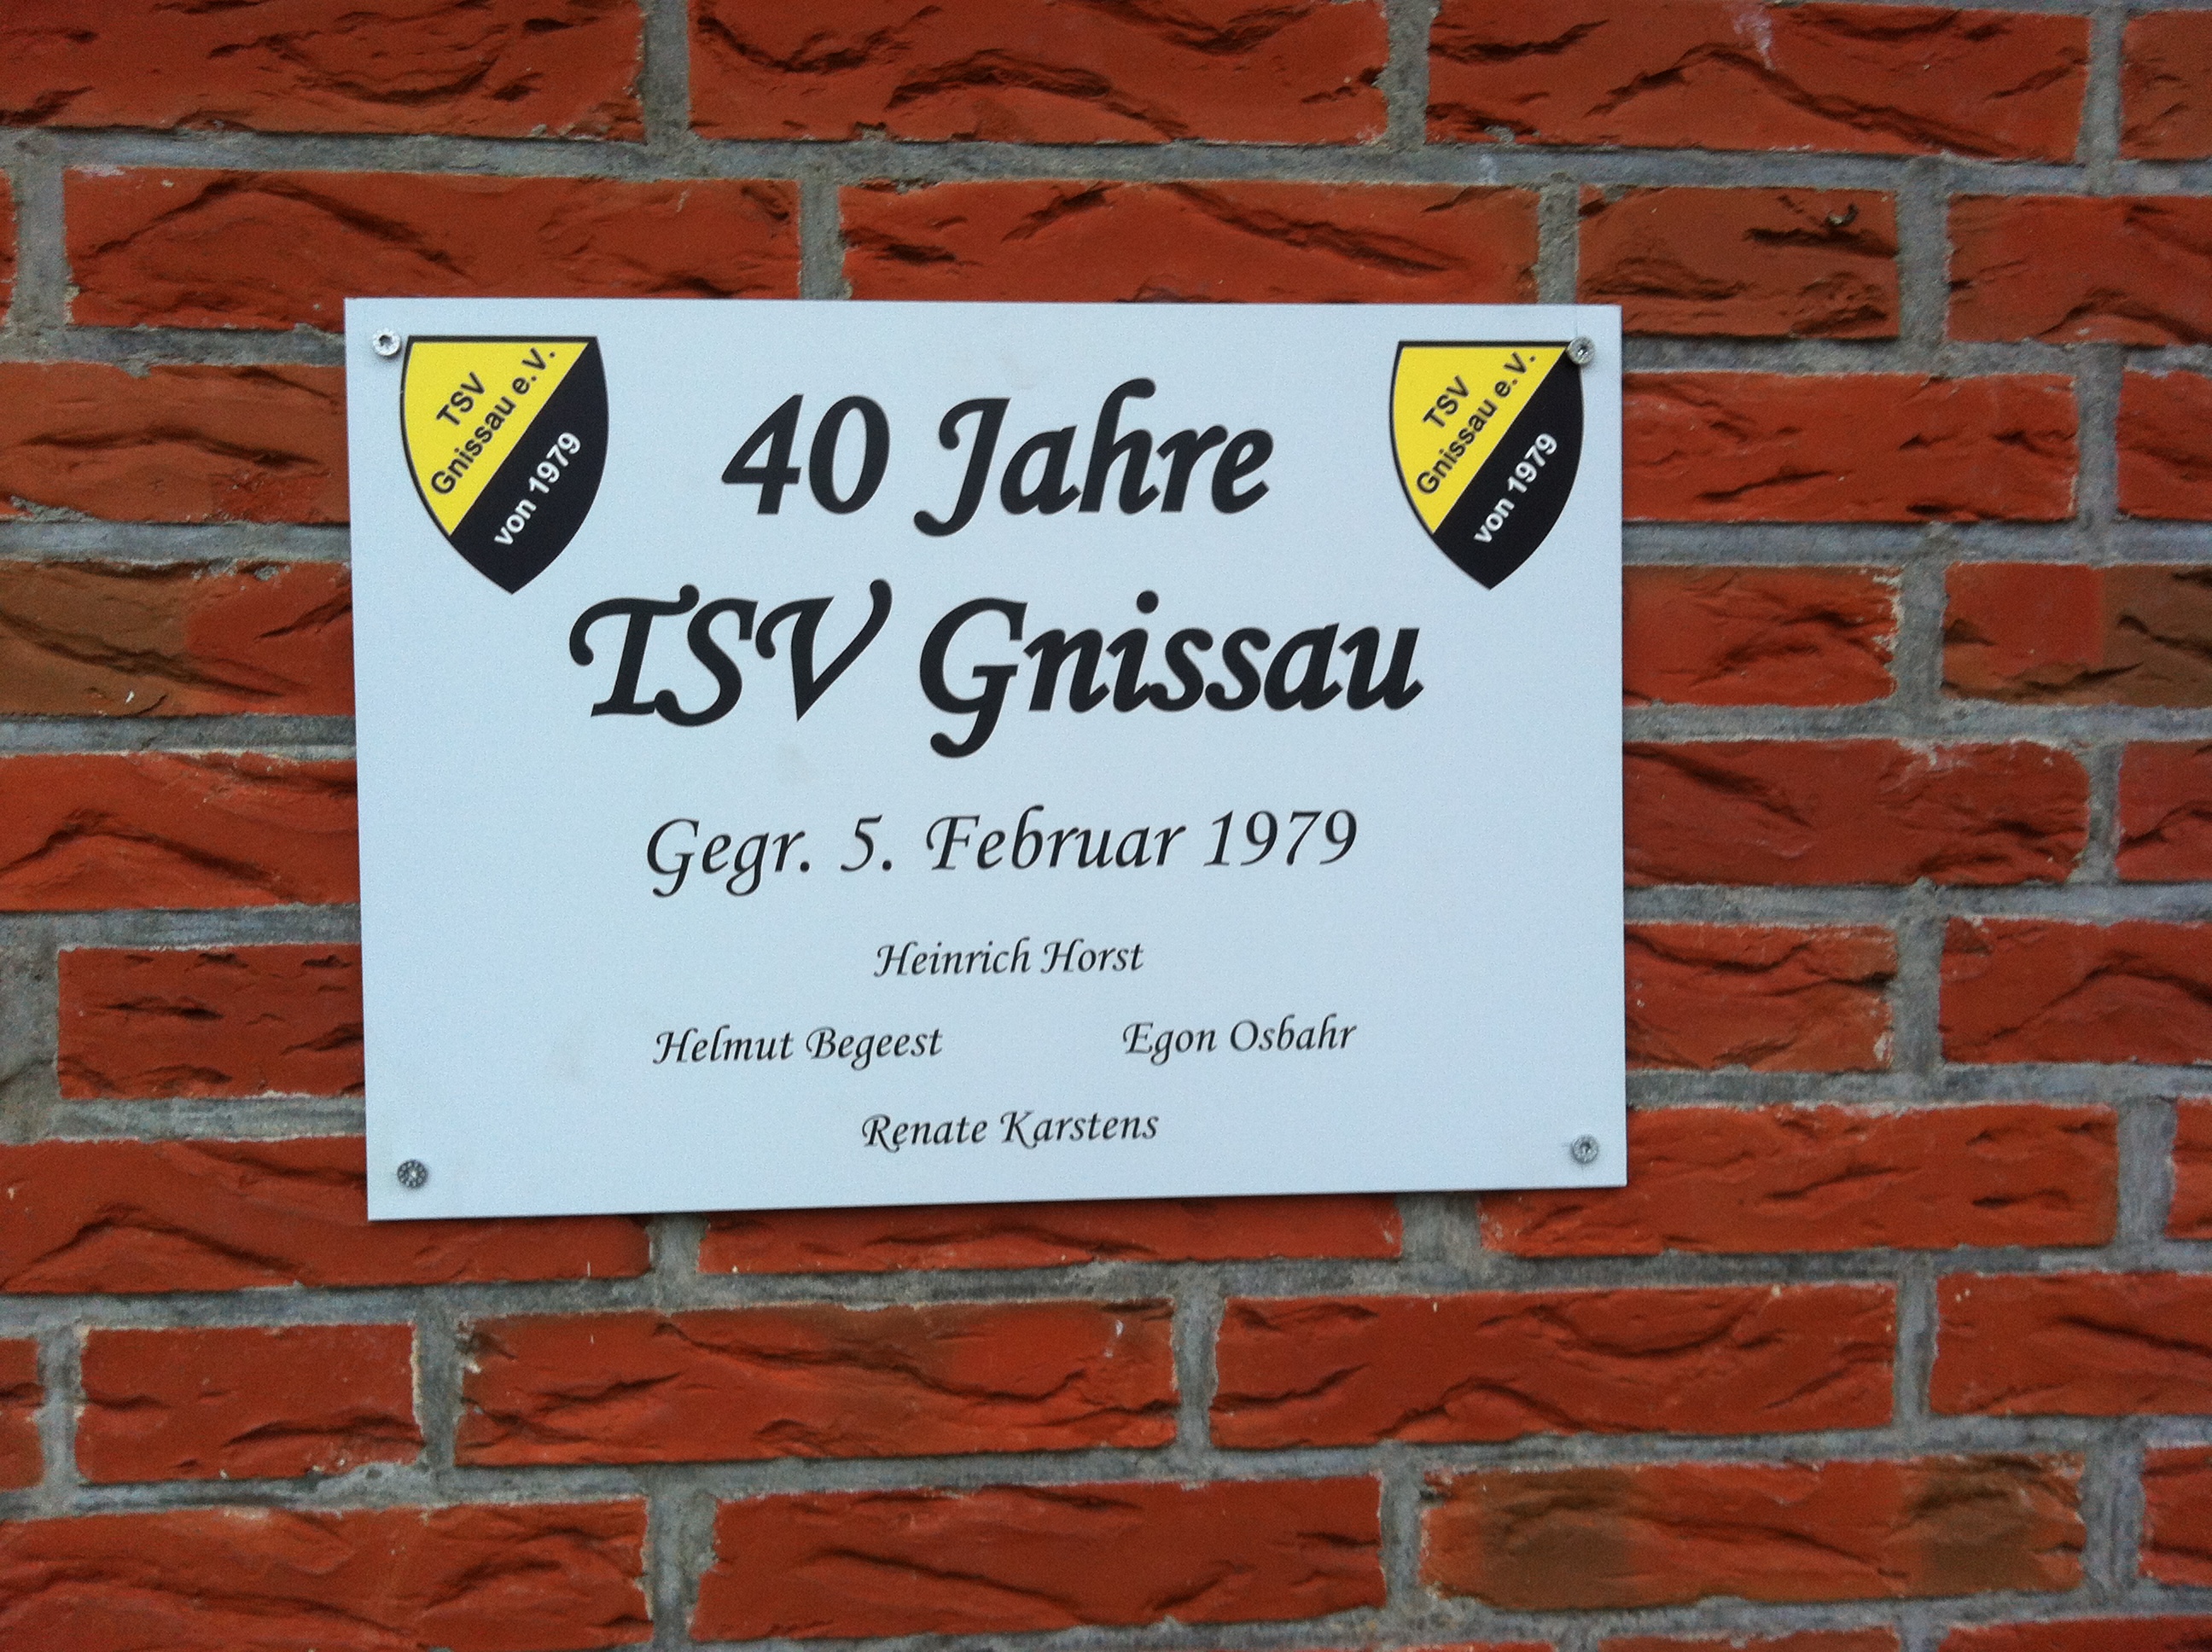 TSV
Gnissau e.V.
von 1979
TSV
Gnissau e.V.
von 1979
40 Jahre
TSV Gnissau
Gegr. 5. Februar 1979
Heinrich Horst
Helmut Begeest Egon Osbahr
Renate Karstens